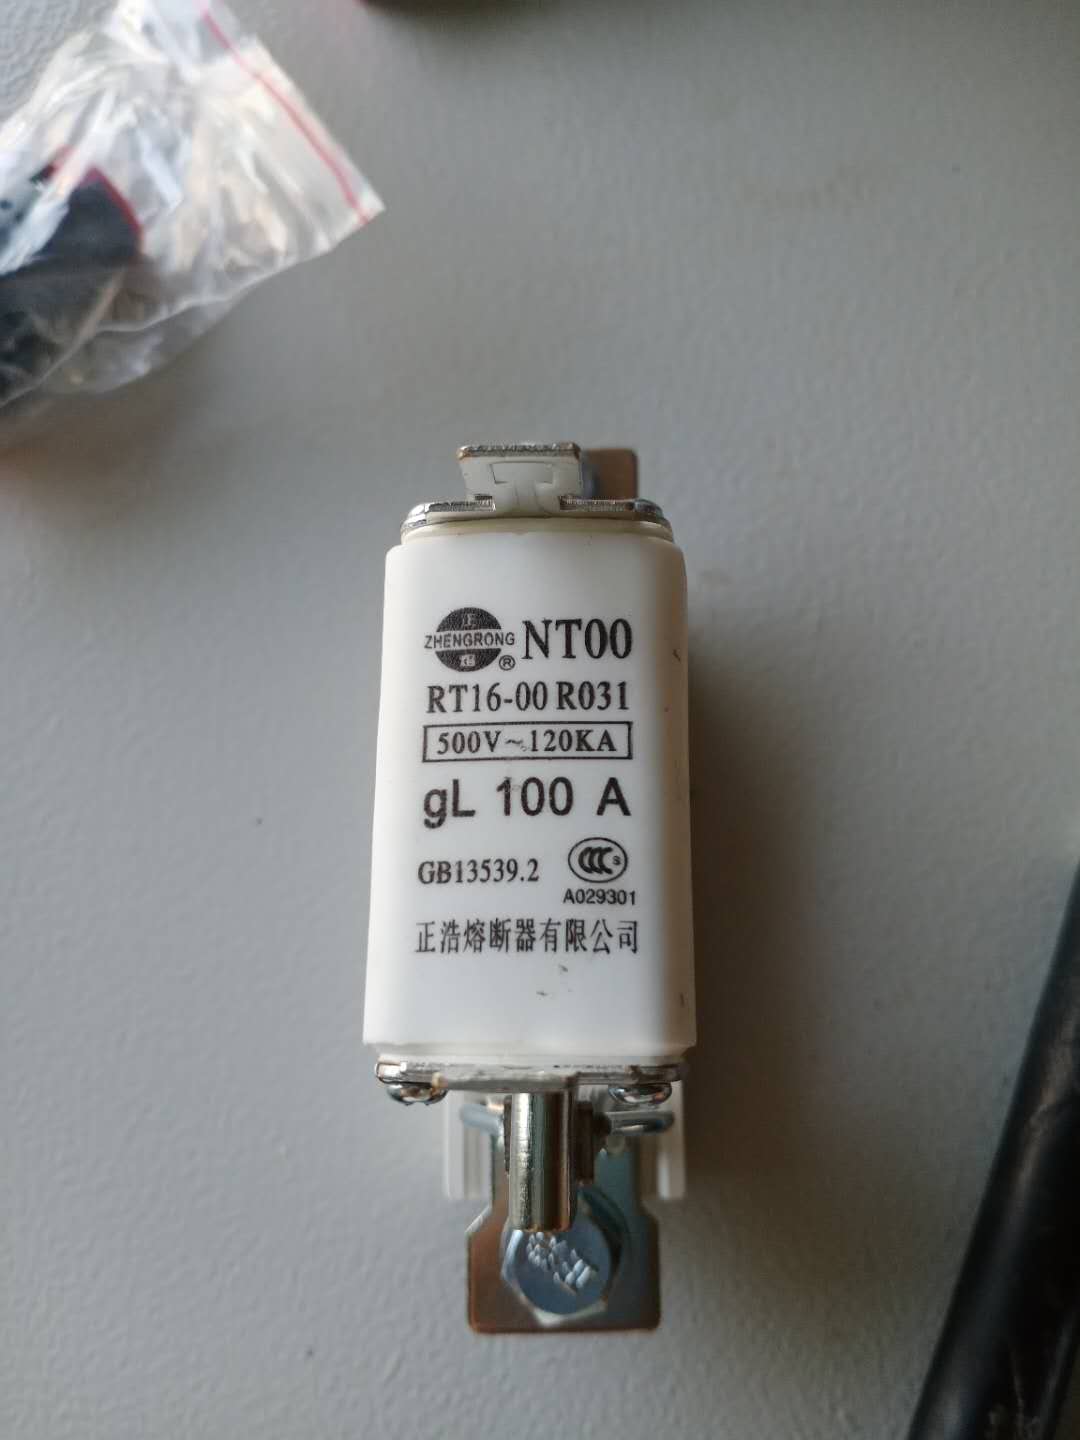 ZHENGRONG® NT00
RT16-00 R031
500V～120KA
gL 100 A
GB13539.2
CCC S
A029301
正浩熔断器有限公司